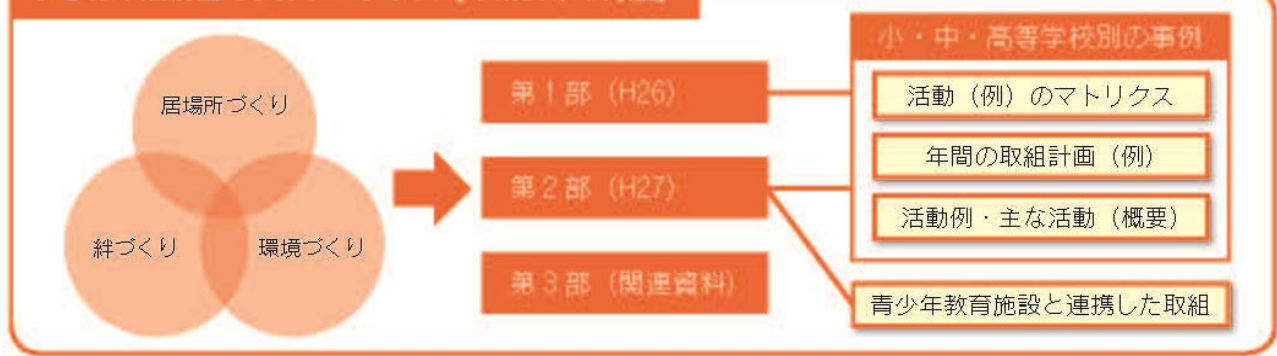 居場所づくり
絆づくり
環境づくり
第1部（H26）
第2部（H27）
第3部（関連資料）
小・中・高等学校別の事例
活動（例）のマトリクス
年間の取組計画（例）
活動例・主な活動（概要）
青少年教育施設と連携した取組